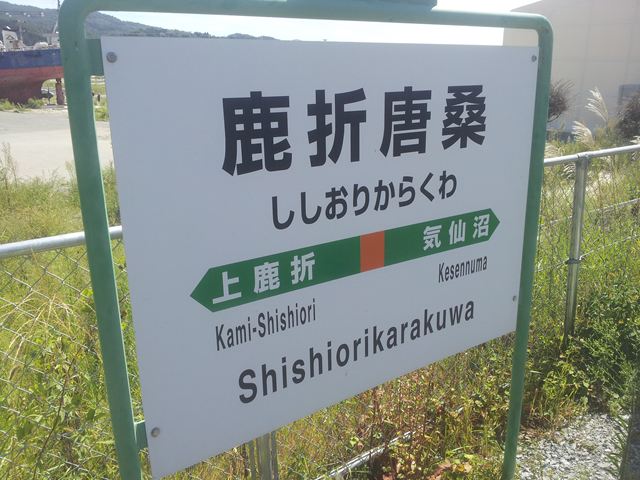 鹿折唐桑
ししおりからくわ
上鹿折 気仙沼
Kami-Shishiori Kesennuma
Shishiorikarakuwa